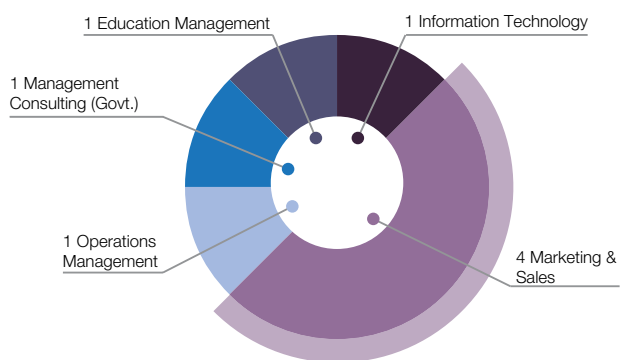 1 Education Management
1 Information Technology
1 Management
Consulting (Govt.)
1 Operations
Management
4 Marketing &
Sales